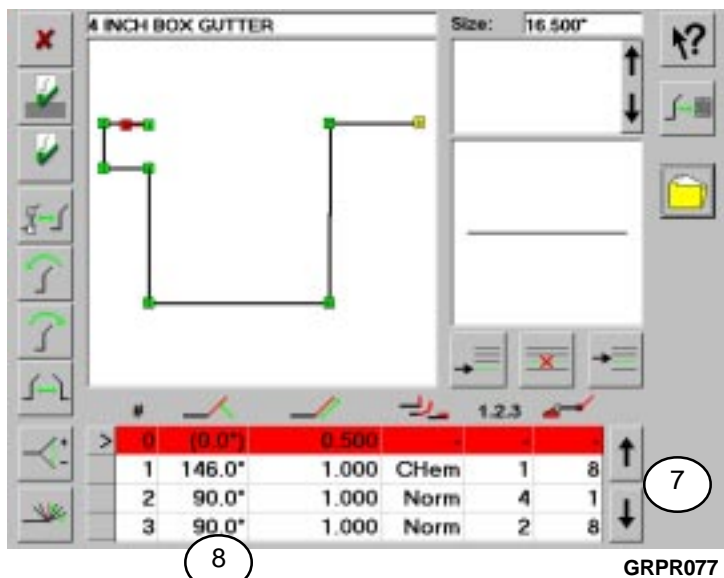 4 INCH BOX GUTTER Size: 16.500"
?
# 1.2.3
> 0 (0.0°) 0.500 - - -
1 146.0° 1.000 CHem 1 8
2 90.0° 1.000 Norm 4 1
3 90.0° 1.000 Norm 2 8
7
8
GRPR077